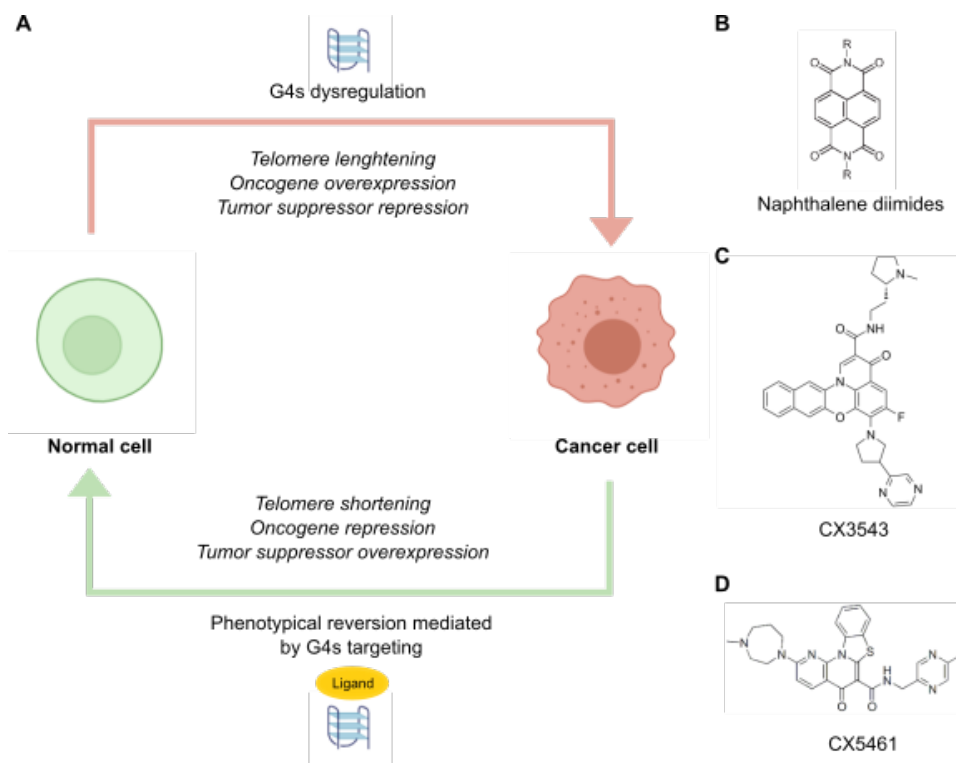 A
G4s dysregulation
Telomere lenghtening
Oncogene overexpression
Tumor suppressor repression
Normal cell
Cancer cell
Telomere shortening
Oncogene repression
Tumor suppressor overexpression
Phenotypical reversion mediated
by G4s targeting
Ligand
B
R
O N O
O N O
R
Naphthalene diimides
C
N
O NH
O
N
O F
N
N
N
CX3543
D
N
N N N S
H
N N
N
O O
CX5461